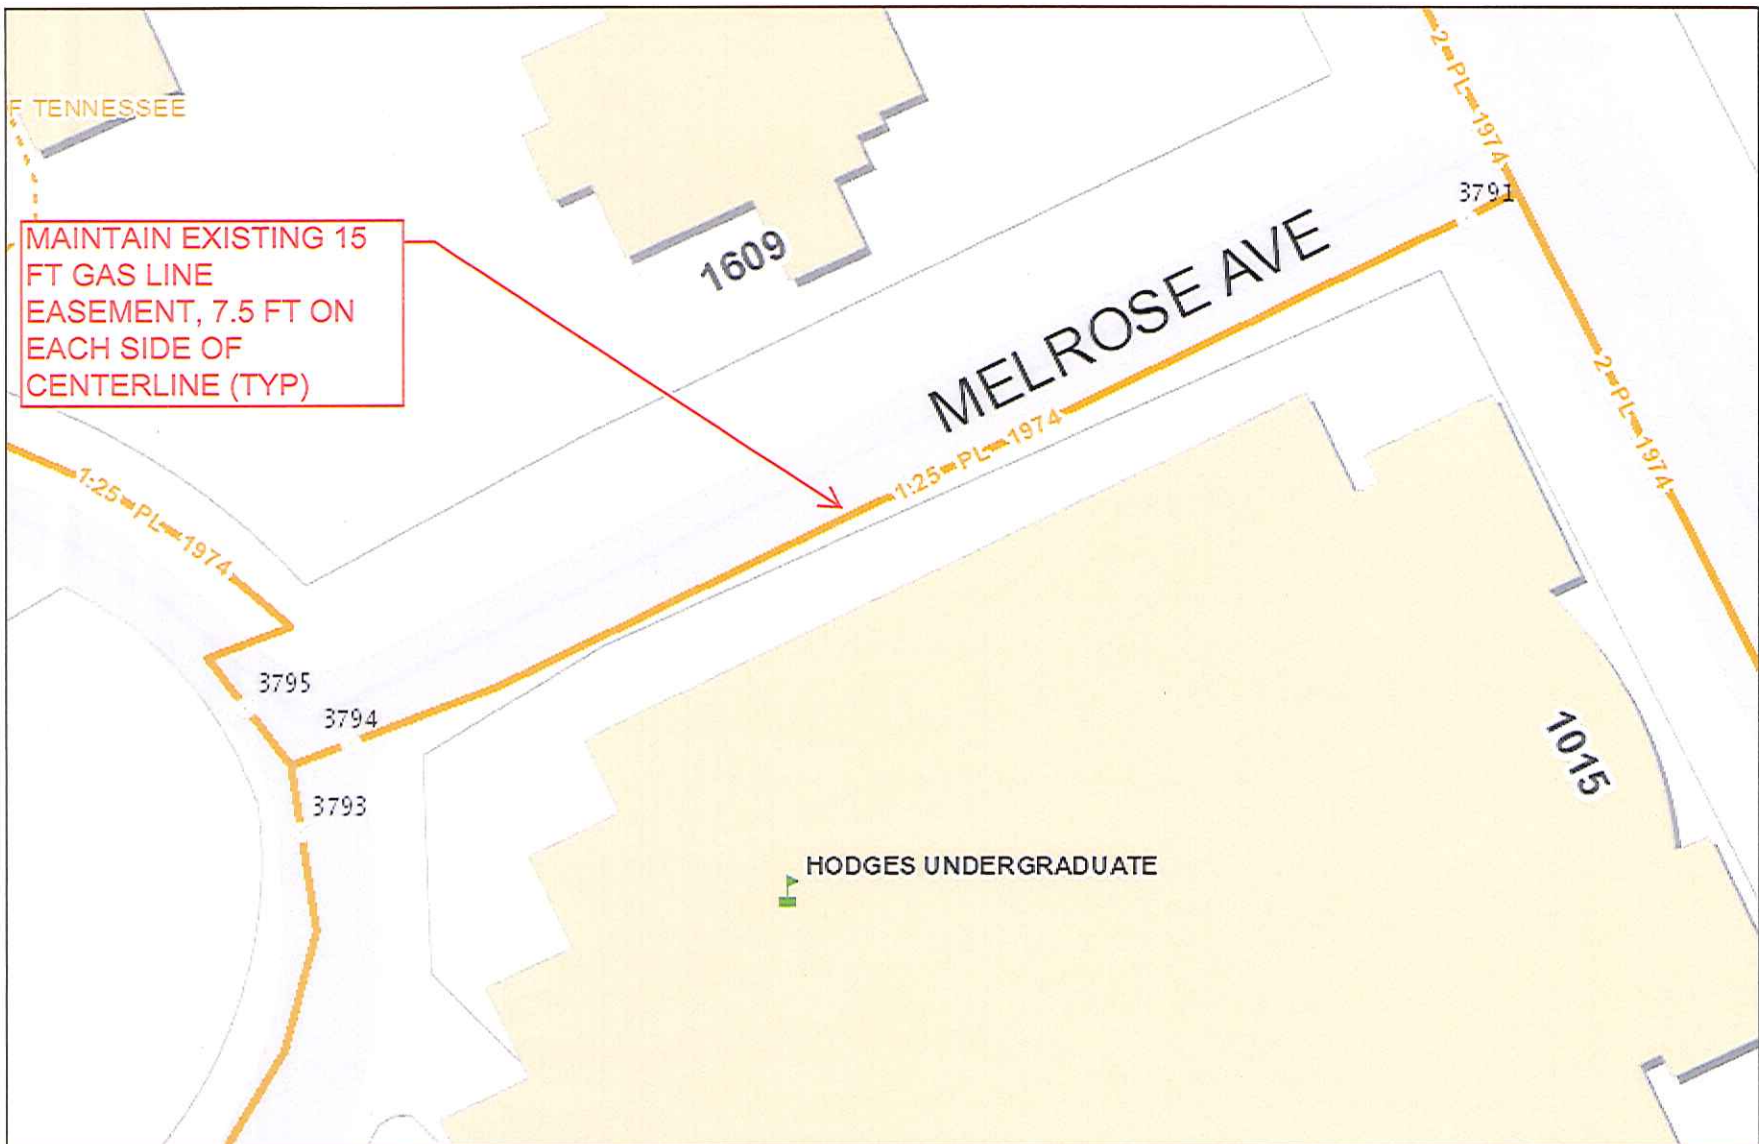 F TENNESSEE
MAINTAIN EXISTING 15
FT GAS LINE
EASEMENT, 7.5 FT ON
EACH SIDE OF
CENTERLINE (TYP)
1609
MELROSE AVE
3791
2=PL=1974
2=PL=1974
1:25=PL=1974
1:25=PL=1974
3795
3794
3793
1015
HODGES UNDERGRADUATE